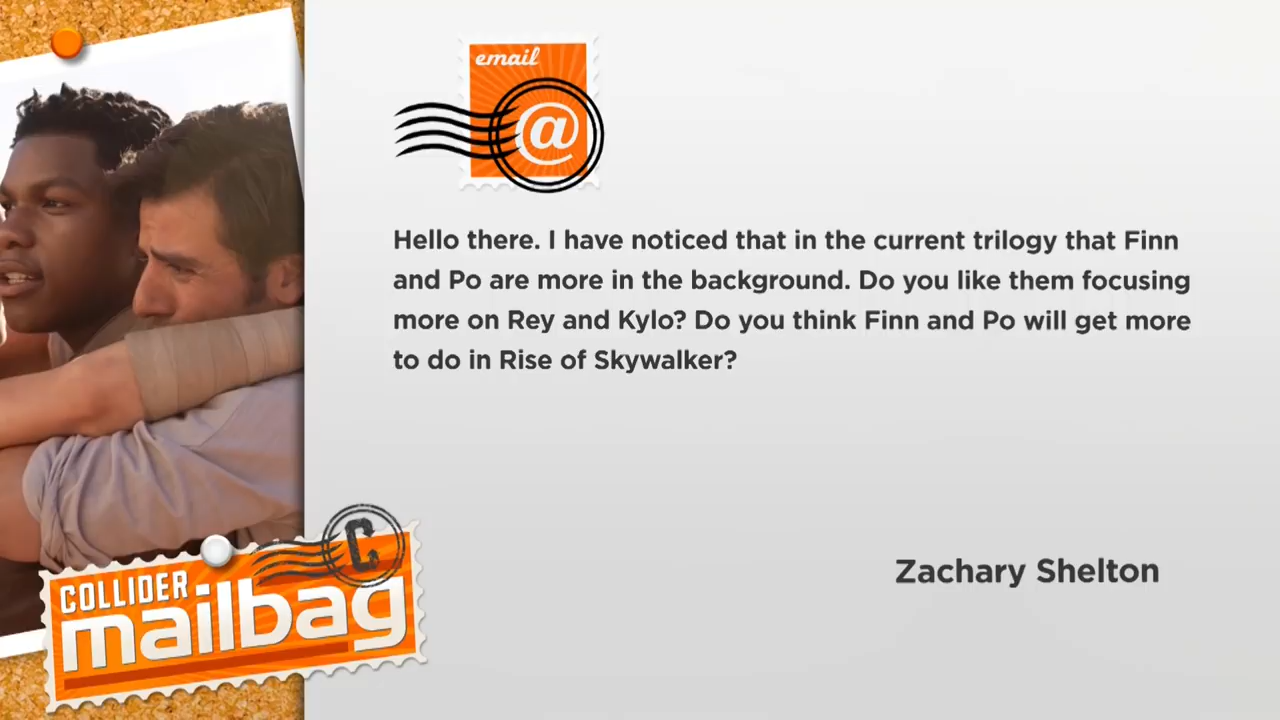 email
@
Hello there. I have noticed that in the current trilogy that Finn
and Po are more in the background. Do you like them focusing
more on Rey and Kylo? Do you think Finn and Po will get more
to do in Rise of Skywalker?
Zachary Shelton
C
COLLIDER
mailbag